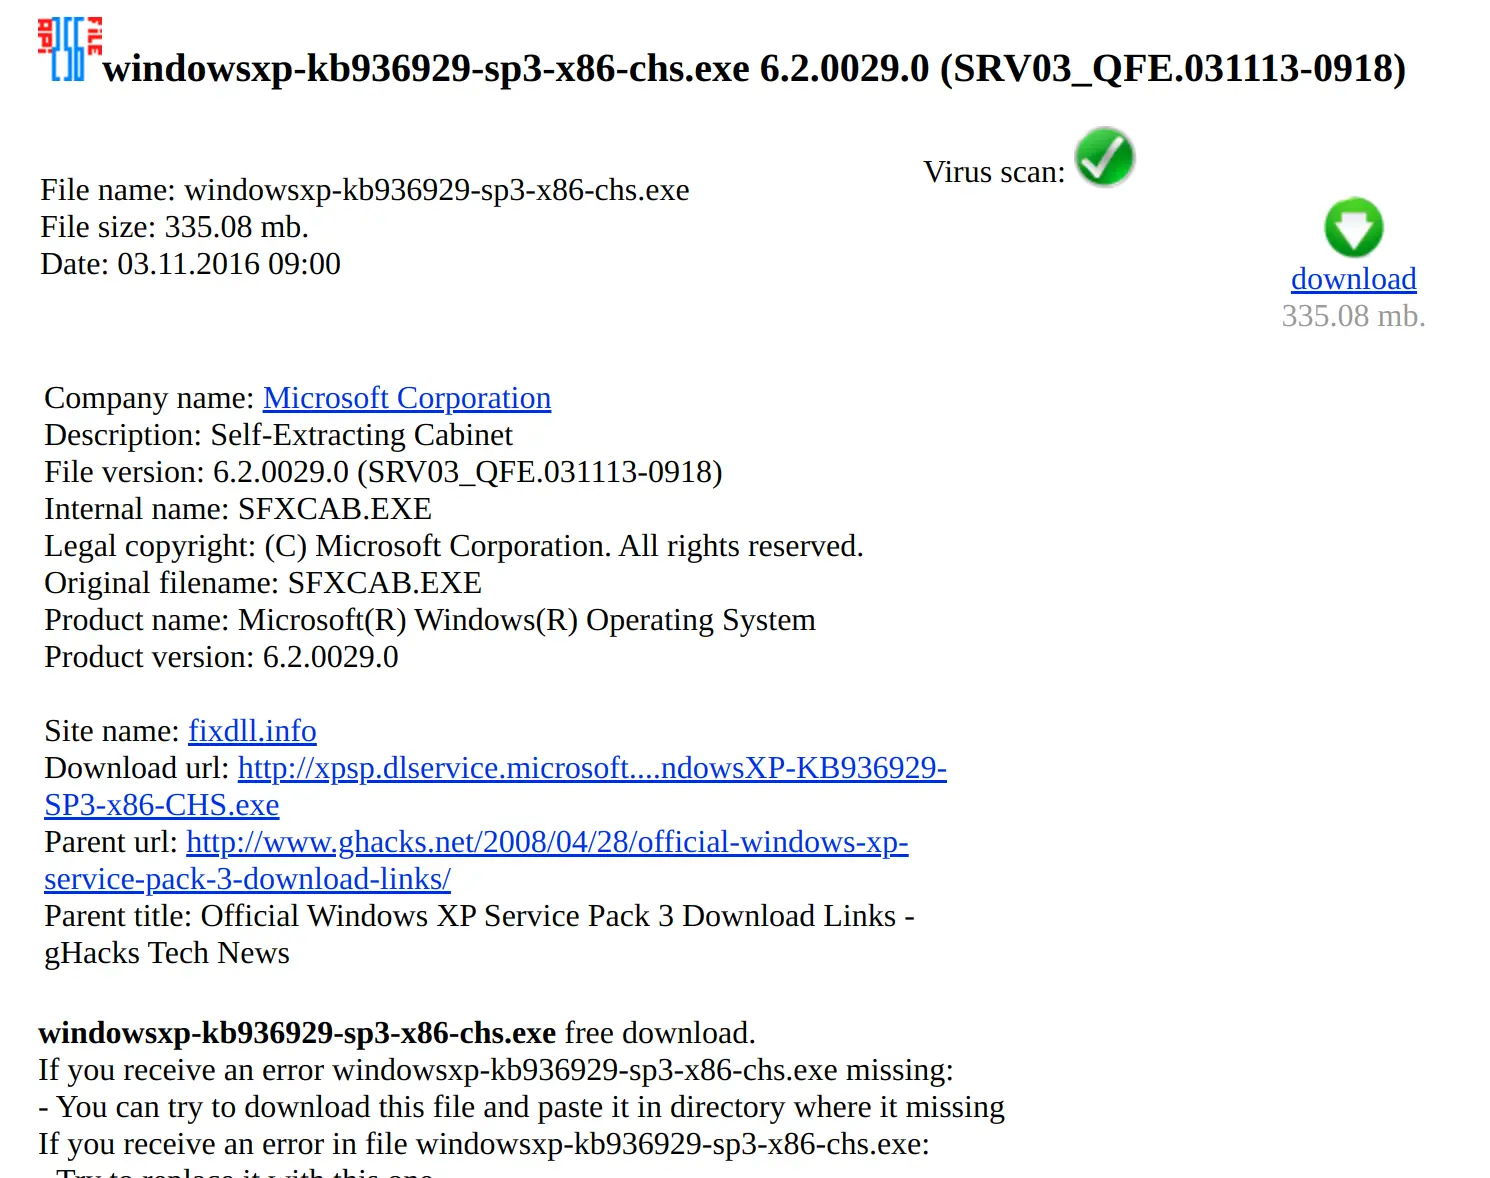 windowsxp-kb936929-sp3-x86-chs.exe 6.2.0029.0 (SRV03_QFE.031113-0918)
Virus scan:
File name: windowsxp-kb936929-sp3-x86-chs.exe
File size: 335.08 mb.
Date: 03.11.2016 09:00
download
335.08 mb.
Company name: Microsoft Corporation
Description: Self-Extracting Cabinet
File version: 6.2.0029.0 (SRV03_QFE.031113-0918)
Internal name: SFXCAB.EXE
Legal copyright: (C) Microsoft Corporation. All rights reserved.
Original filename: SFXCAB.EXE
Product name: Microsoft(R) Windows(R) Operating System
Product version: 6.2.0029.0
Site name: fixdll.info
Download url: http://xpsp.dlservice.microsoft....ndowsXP-KB936929-
SP3-x86-CHS.exe
Parent url: http://www.ghacks.net/2008/04/28/official-windows-xp-
service-pack-3-download-links/
Parent title: Official Windows XP Service Pack 3 Download Links -
gHacks Tech News
windowsxp-kb936929-sp3-x86-chs.exe free download.
If you receive an error windowsxp-kb936929-sp3-x86-chs.exe missing:
- You can try to download this file and paste it in directory where it missing
If you receive an error in file windowsxp-kb936929-sp3-x86-chs.exe:
- Try to replace it with this one